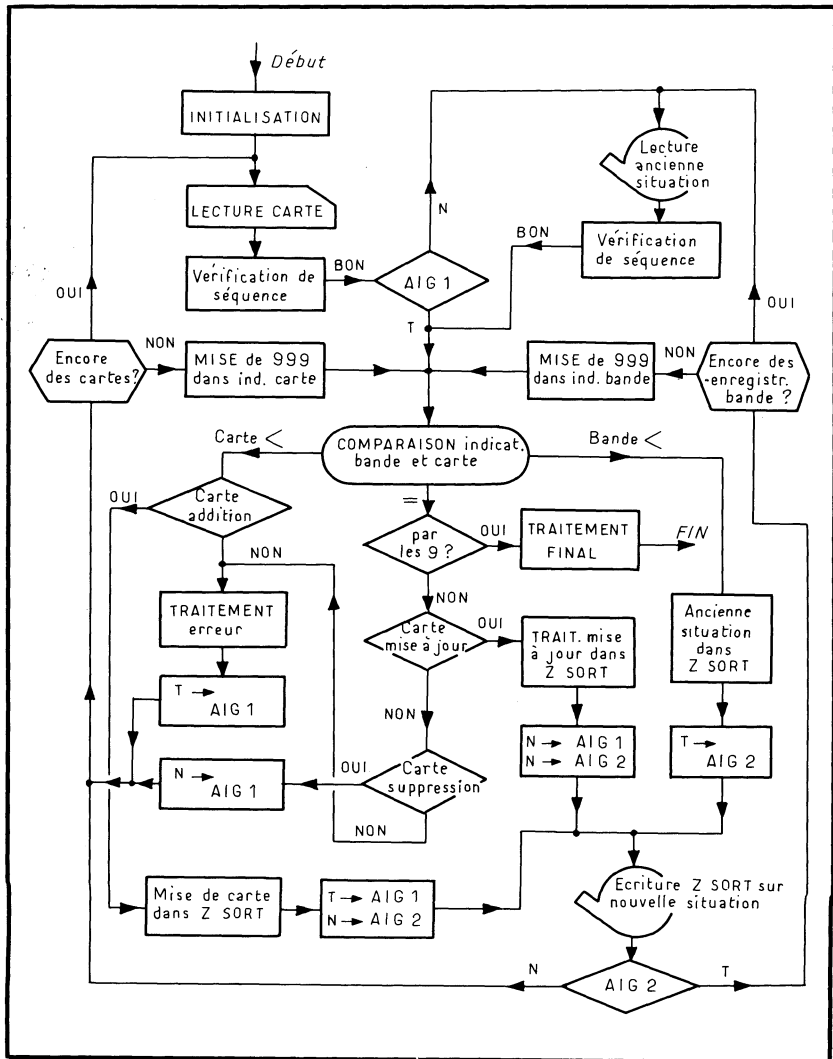 Début
INITIALISATION
LECTURE CARTE
Vérification de
séquence
BON
AIG 1
N
T
Lecture
ancienne
situation
Vérification
de séquence
BON
OUI
OUI
Encore
des cartes?
NON
MISE de 999
dans ind. carte
MISE de 999
dans ind. bande
NON
Encore des
-enregistr.
bande ?
Carte <
COMPARAISON indicat.
bande et carte
Bande <
=
OUI
Carte
addition
NON
par
les 9 ?
OUI
TRAITEMENT
FINAL
FIN
NON
TRAITEMENT
erreur
Carte
mise à jour
OUI
TRAIT. mise
à jour dans
Z SORT
Ancienne
situation
dans
Z SORT
T →
AIG 1
NON
N → AIG 1
N → AIG 2
T →
AIG 2
N →
AIG 1
OUI
Carte
suppression
NON
Mise de carte
dans Z SORT
T → AIG 1
N → AIG 2
Ecriture Z SORT sur
nouvelle situation
N
AIG 2
T